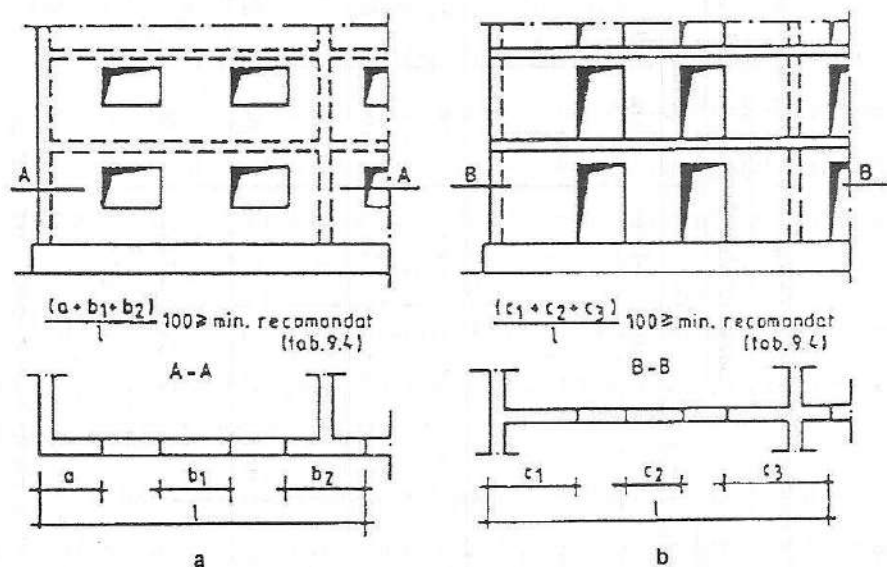 A
A
(a+b1+b2)
l
100 ≥ min. recomandat
(tab. 9.4)
A-A
a
b1
b2
l
a
B
B
(c1+c2+c3)
l
100 ≥ min. recomandat
(tab. 9.4)
B-B
c1
c2
c3
l
b